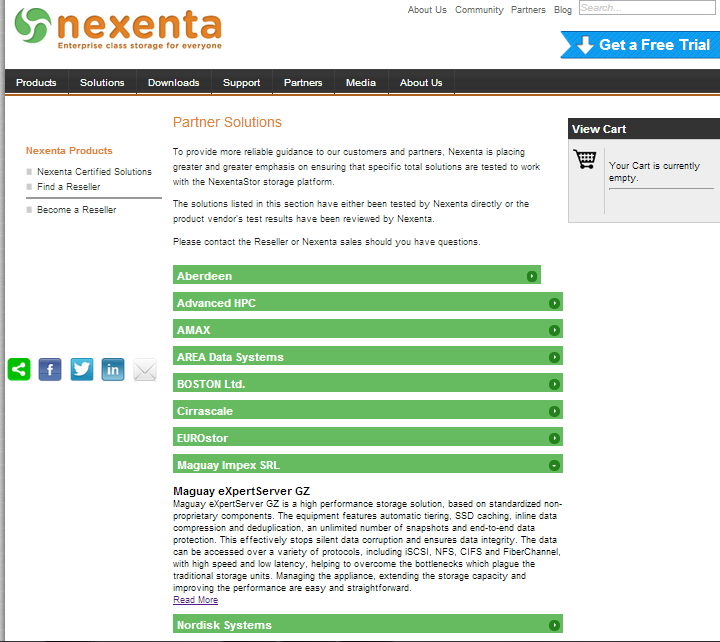 About Us Community Partners Blog Search...
nexenta
Enterprise class storage for everyone
Get a Free Trial
Products Solutions Downloads Support Partners Media About Us
Partner Solutions
View Cart
Your Cart is currently
empty.
Nexenta Products
Nexenta Certified Solutions
Find a Reseller
Become a Reseller
To provide more reliable guidance to our customers and partners, Nexenta is placing
greater and greater emphasis on ensuring that specific total solutions are tested to work
with the NexentaStor storage platform.
The solutions listed in this section have either been tested by Nexenta directly or the
product vendor's test results have been reviewed by Nexenta.
Please contact the Reseller or Nexenta sales should you have questions.
Aberdeen
Advanced HPC
AMAX
AREA Data Systems
BOSTON Ltd.
Cirrascale
EUROstor
Maguay Impex SRL
Maguay eXpertServer GZ
Maguay eXpertServer GZ is a high performance storage solution, based on standardized non-
proprietary components. The equipment features automatic tiering, SSD caching, inline data
compression and deduplication, an unlimited number of snapshots and end-to-end data
protection. This effectively stops silent data corruption and ensures data integrity. The data
can be accessed over a variety of protocols, including iSCSI, NFS, CIFS and FiberChannel,
with high speed and low latency, helping to overcome the bottlenecks which plague the
traditional storage units. Managing the appliance, extending the storage capacity and
improving the performance are easy and straightforward.
Read More
Nordisk Systems